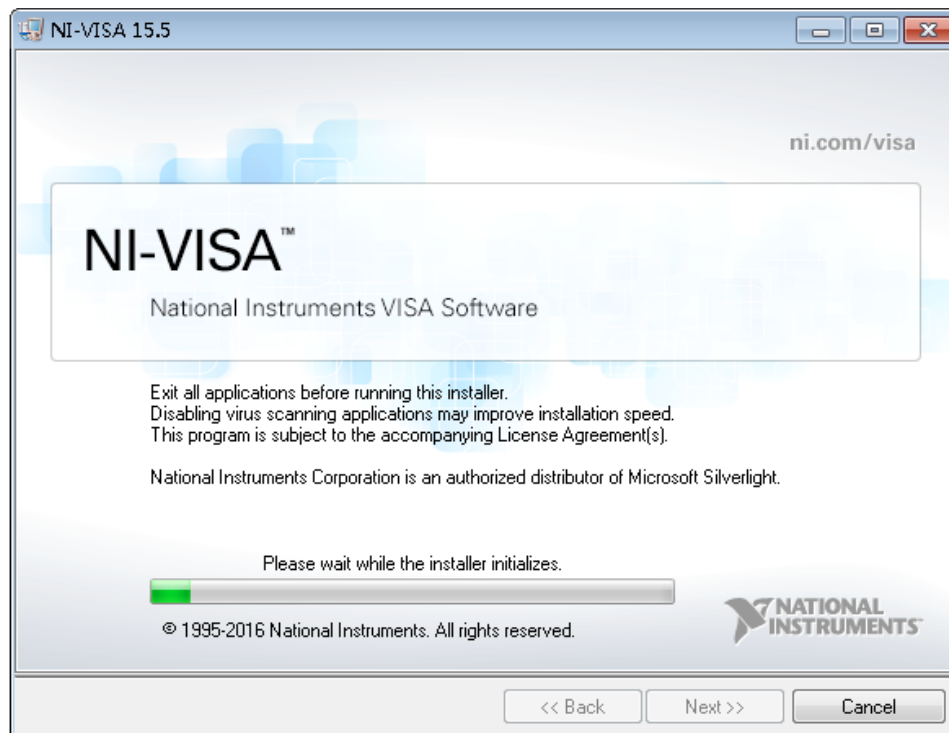 NI-VISA 15.5
ni.com/visa
NI-VISA™
National Instruments VISA Software
Exit all applications before running this installer.
Disabling virus scanning applications may improve installation speed.
This program is subject to the accompanying License Agreement(s).
National Instruments Corporation is an authorized distributor of Microsoft Silverlight.
Please wait while the installer initializes.
© 1995-2016 National Instruments. All rights reserved.
NATIONAL
INSTRUMENTS™
<< Back
Next >>
Cancel